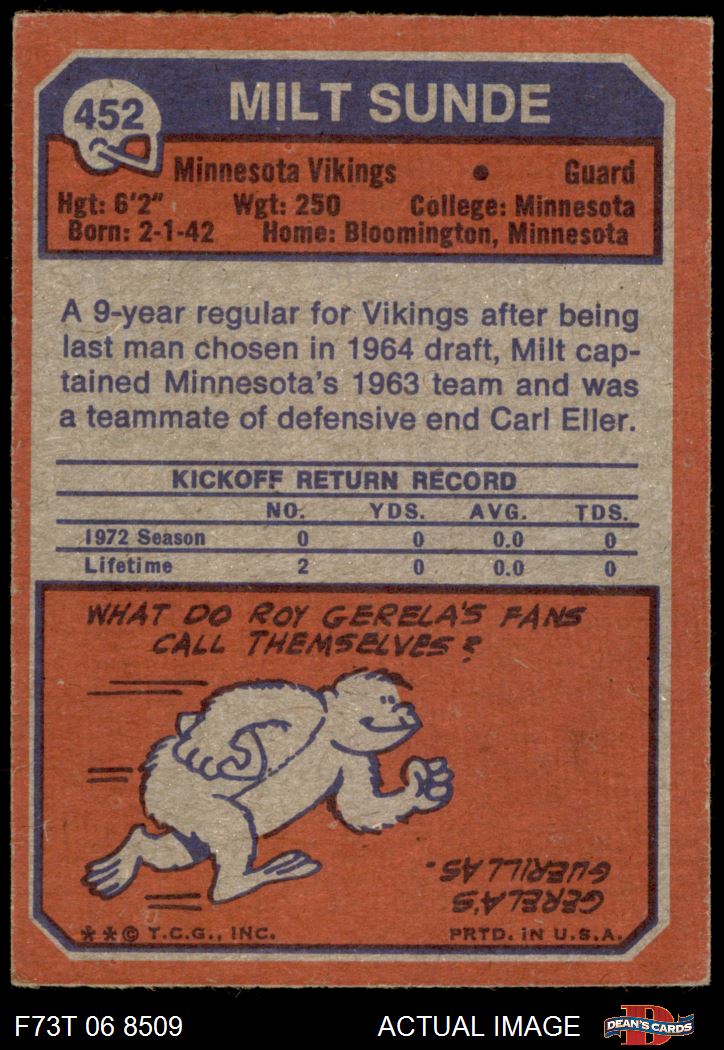 452
MILT SUNDE
Minnesota Vikings • Guard
Hgt: 6'2" Wgt: 250 College: Minnesota
Born: 2-1-42 Home: Bloomington, Minnesota
A 9-year regular for Vikings after being
last man chosen in 1964 draft, Milt cap-
tained Minnesota's 1963 team and was
a teammate of defensive end Carl Eller.
KICKOFF RETURN RECORD
NO. YDS. AVG. TDS.
1972 Season 0 0 0.0 0
Lifetime 2 0 0.0 0
WHAT DO ROY GERELA'S FANS
CALL THEMSELVES?
GERELA'S
GUERILLAS.
**© T.C.G., INC. PRTD. IN U.S.A.
F73T 06 8509 ACTUAL IMAGE
D
DEAN'S CARDS